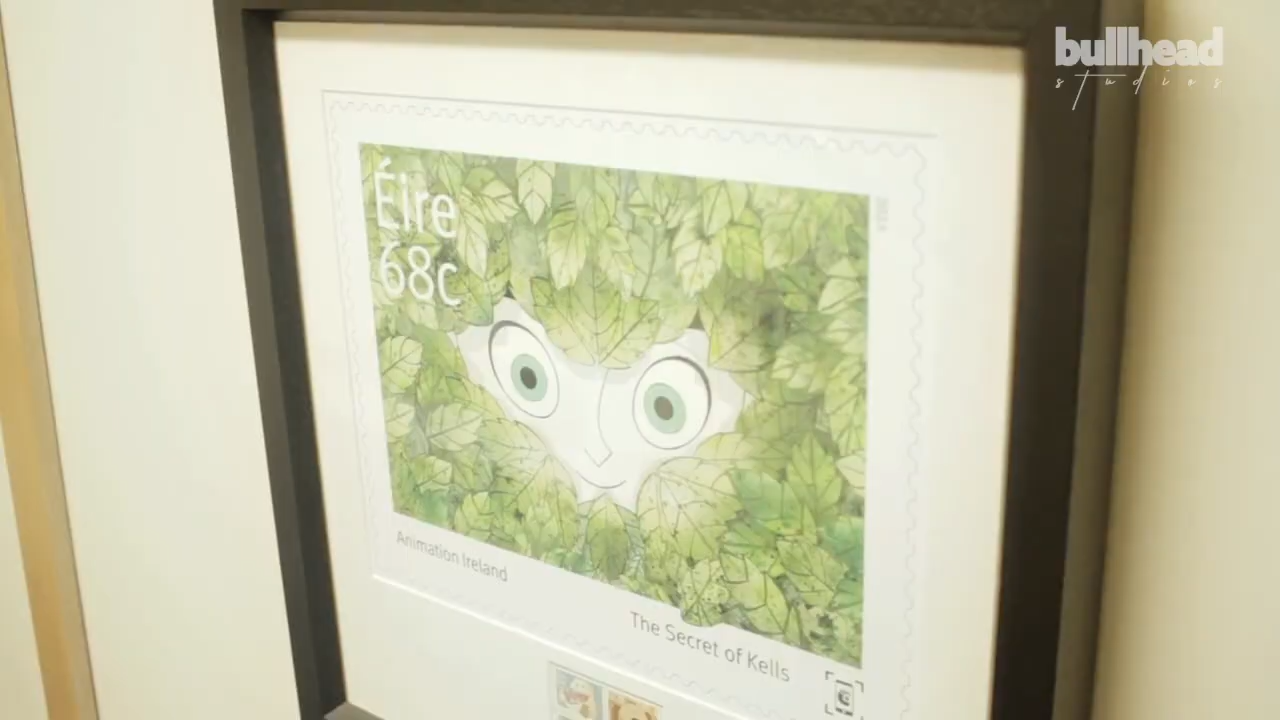 bullhead
studios
Éire
68c
Animation Ireland
The Secret of Kells